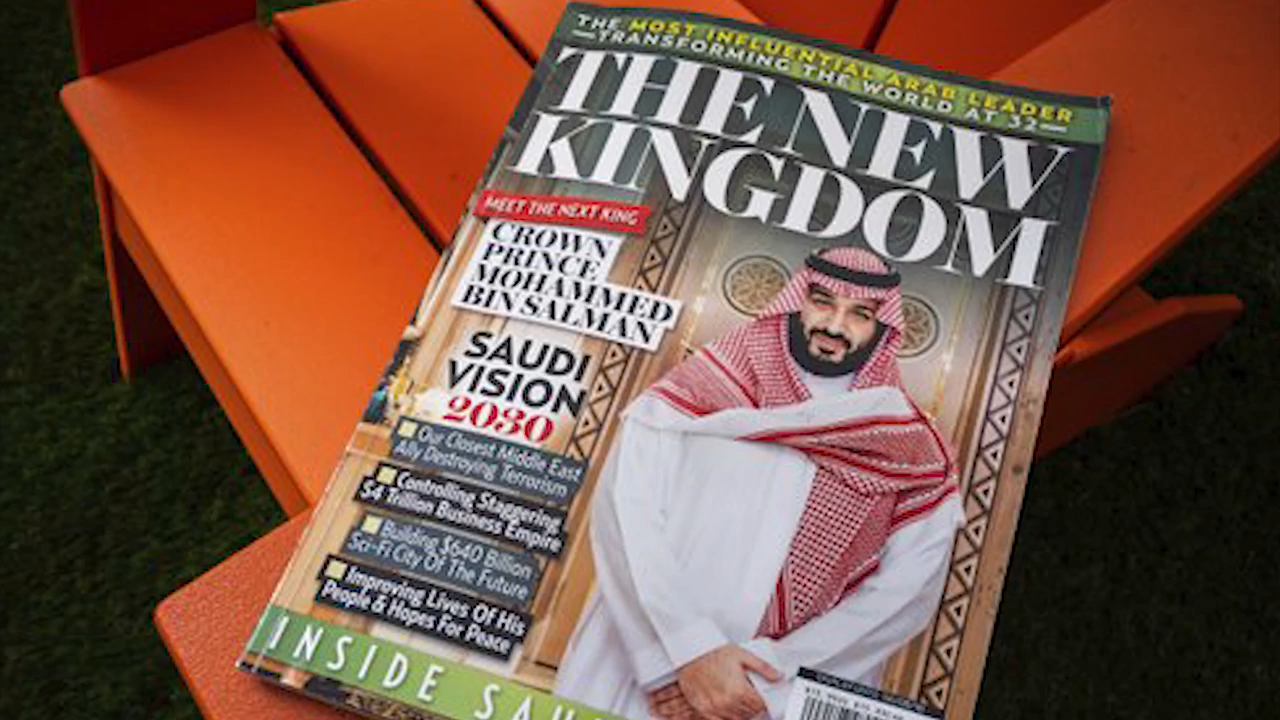 THE MOST INFLUENTIAL ARAB LEADER
—TRANSFORMING THE WORLD AT 32—
THE NEW
KINGDOM
MEET THE NEXT KING
CROWN
PRINCE
MOHAMMED
BIN SALMAN
SAUDI
VISION
2030
Our Closest Middle East
Ally Destroying Terrorism
Controlling Staggering
$4 Trillion Business Empire
Building $640 Billion
Sci-Fi City Of The Future
Improving Lives Of His
People & Hopes For Peace
INSIDE